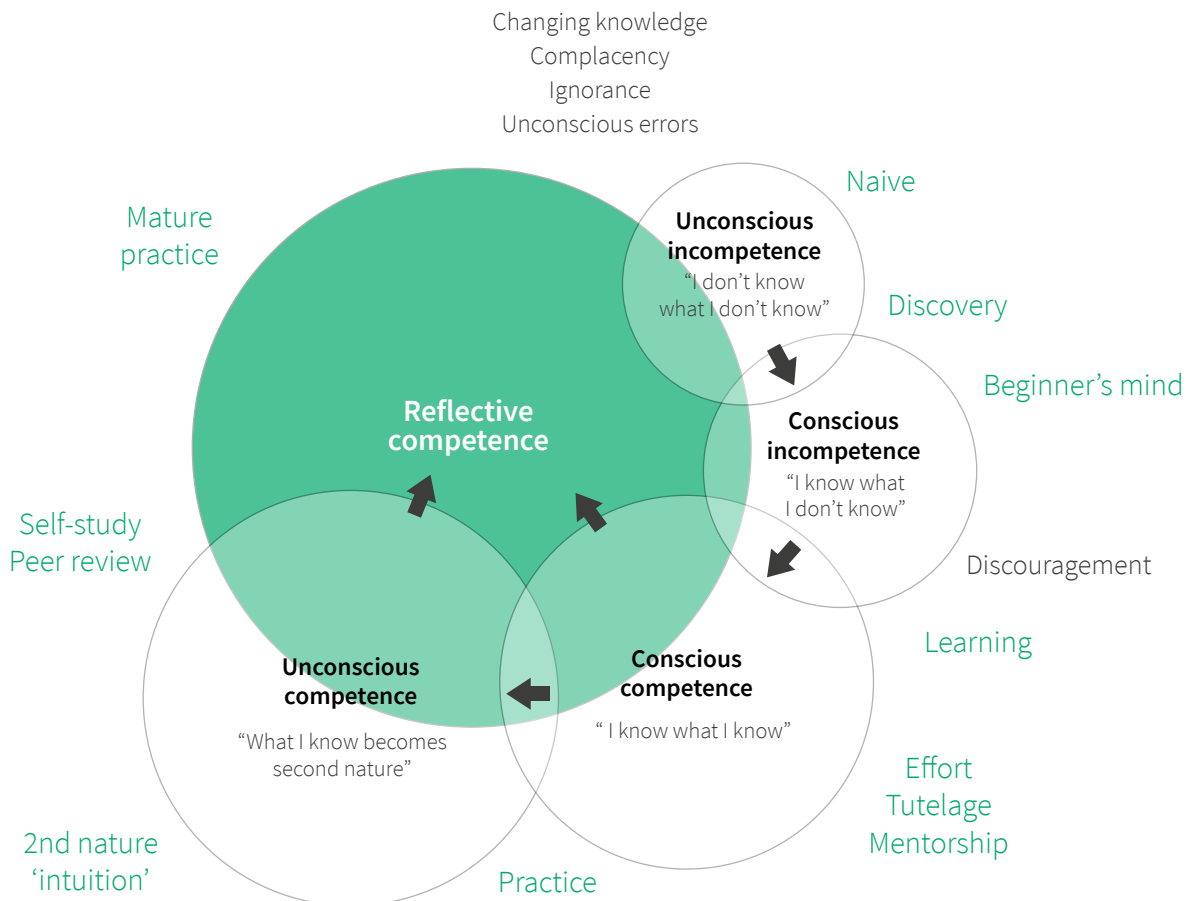 Changing knowledge
Complacency
Ignorance
Unconscious errors
Naive
Mature
practice
Unconscious
incompetence
“I don’t know
what I don’t know”
Discovery
Beginner’s mind
Reflective
competence
Conscious
incompetence
“I know what
I don’t know”
Self-study
Peer review
Discouragement
Learning
Unconscious
competence
“What I know becomes
second nature”
Conscious
competence
“ I know what I know”
Effort
Tutelage
Mentorship
2nd nature
‘intuition’
Practice